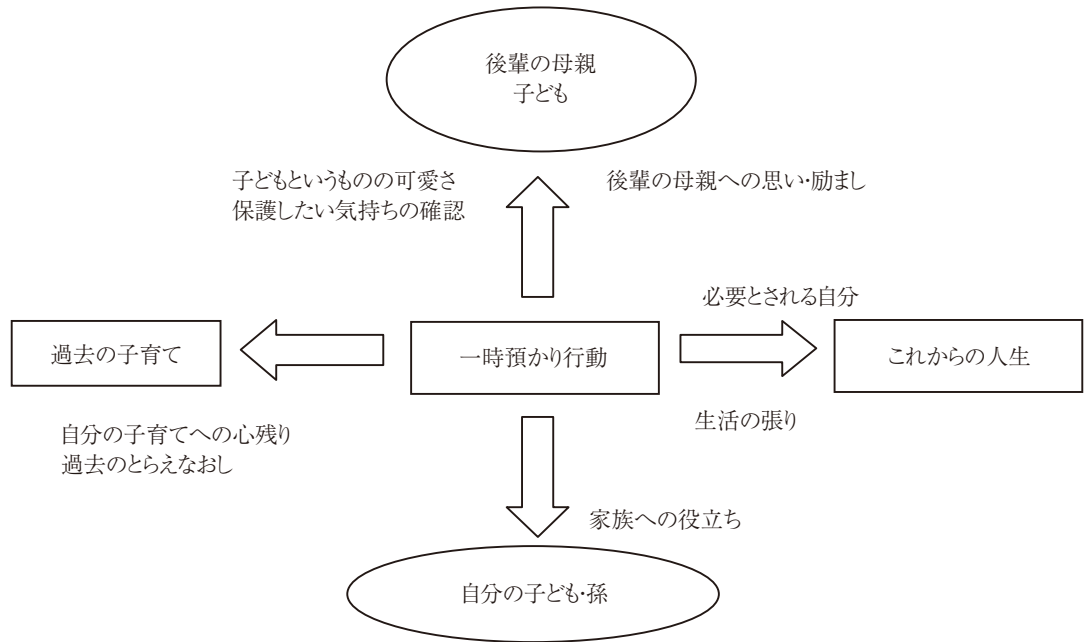 後輩の母親
子ども
子どもというものの可愛さ
保護したい気持ちの確認
後輩の母親への思い・励まし
必要とされる自分
過去の子育て
一時預かり行動
これからの人生
自分の子育てへの心残り
過去のとらえなおし
生活の張り
家族への役立ち
自分の子ども・孫